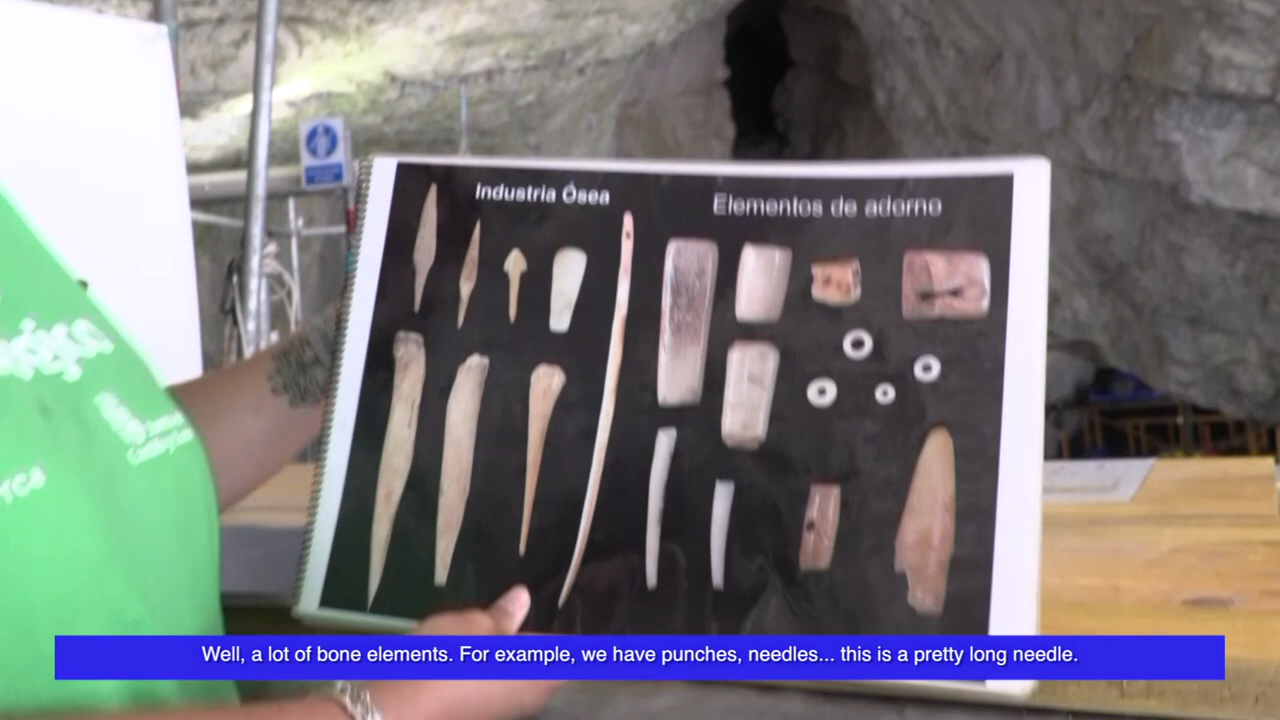 Industria Ósea
Elementos de adorno
Well, a lot of bone elements. For example, we have punches, needles... this is a pretty long needle.